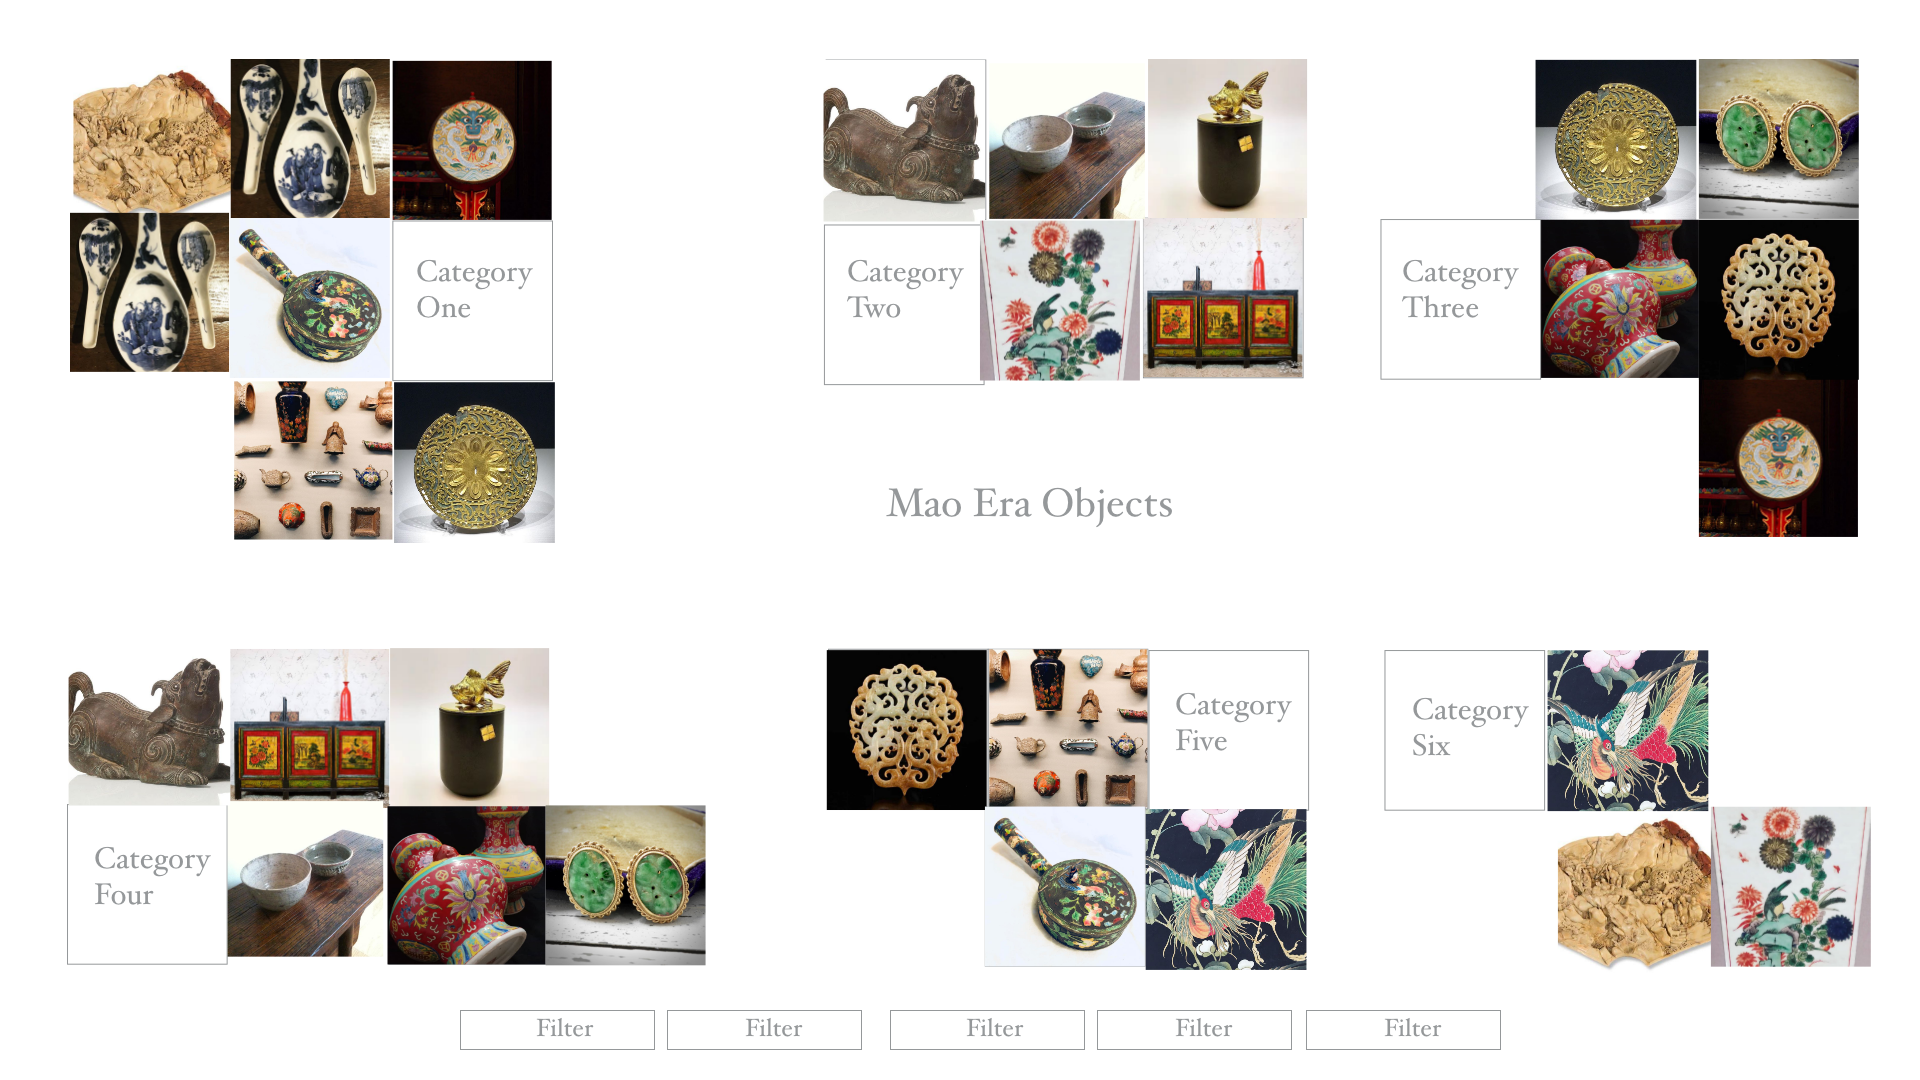 Category
One
Category
Two
Category
Three
Mao Era Objects
Category
Four
Category
Five
Category
Six
Filter
Filter
Filter
Filter
Filter